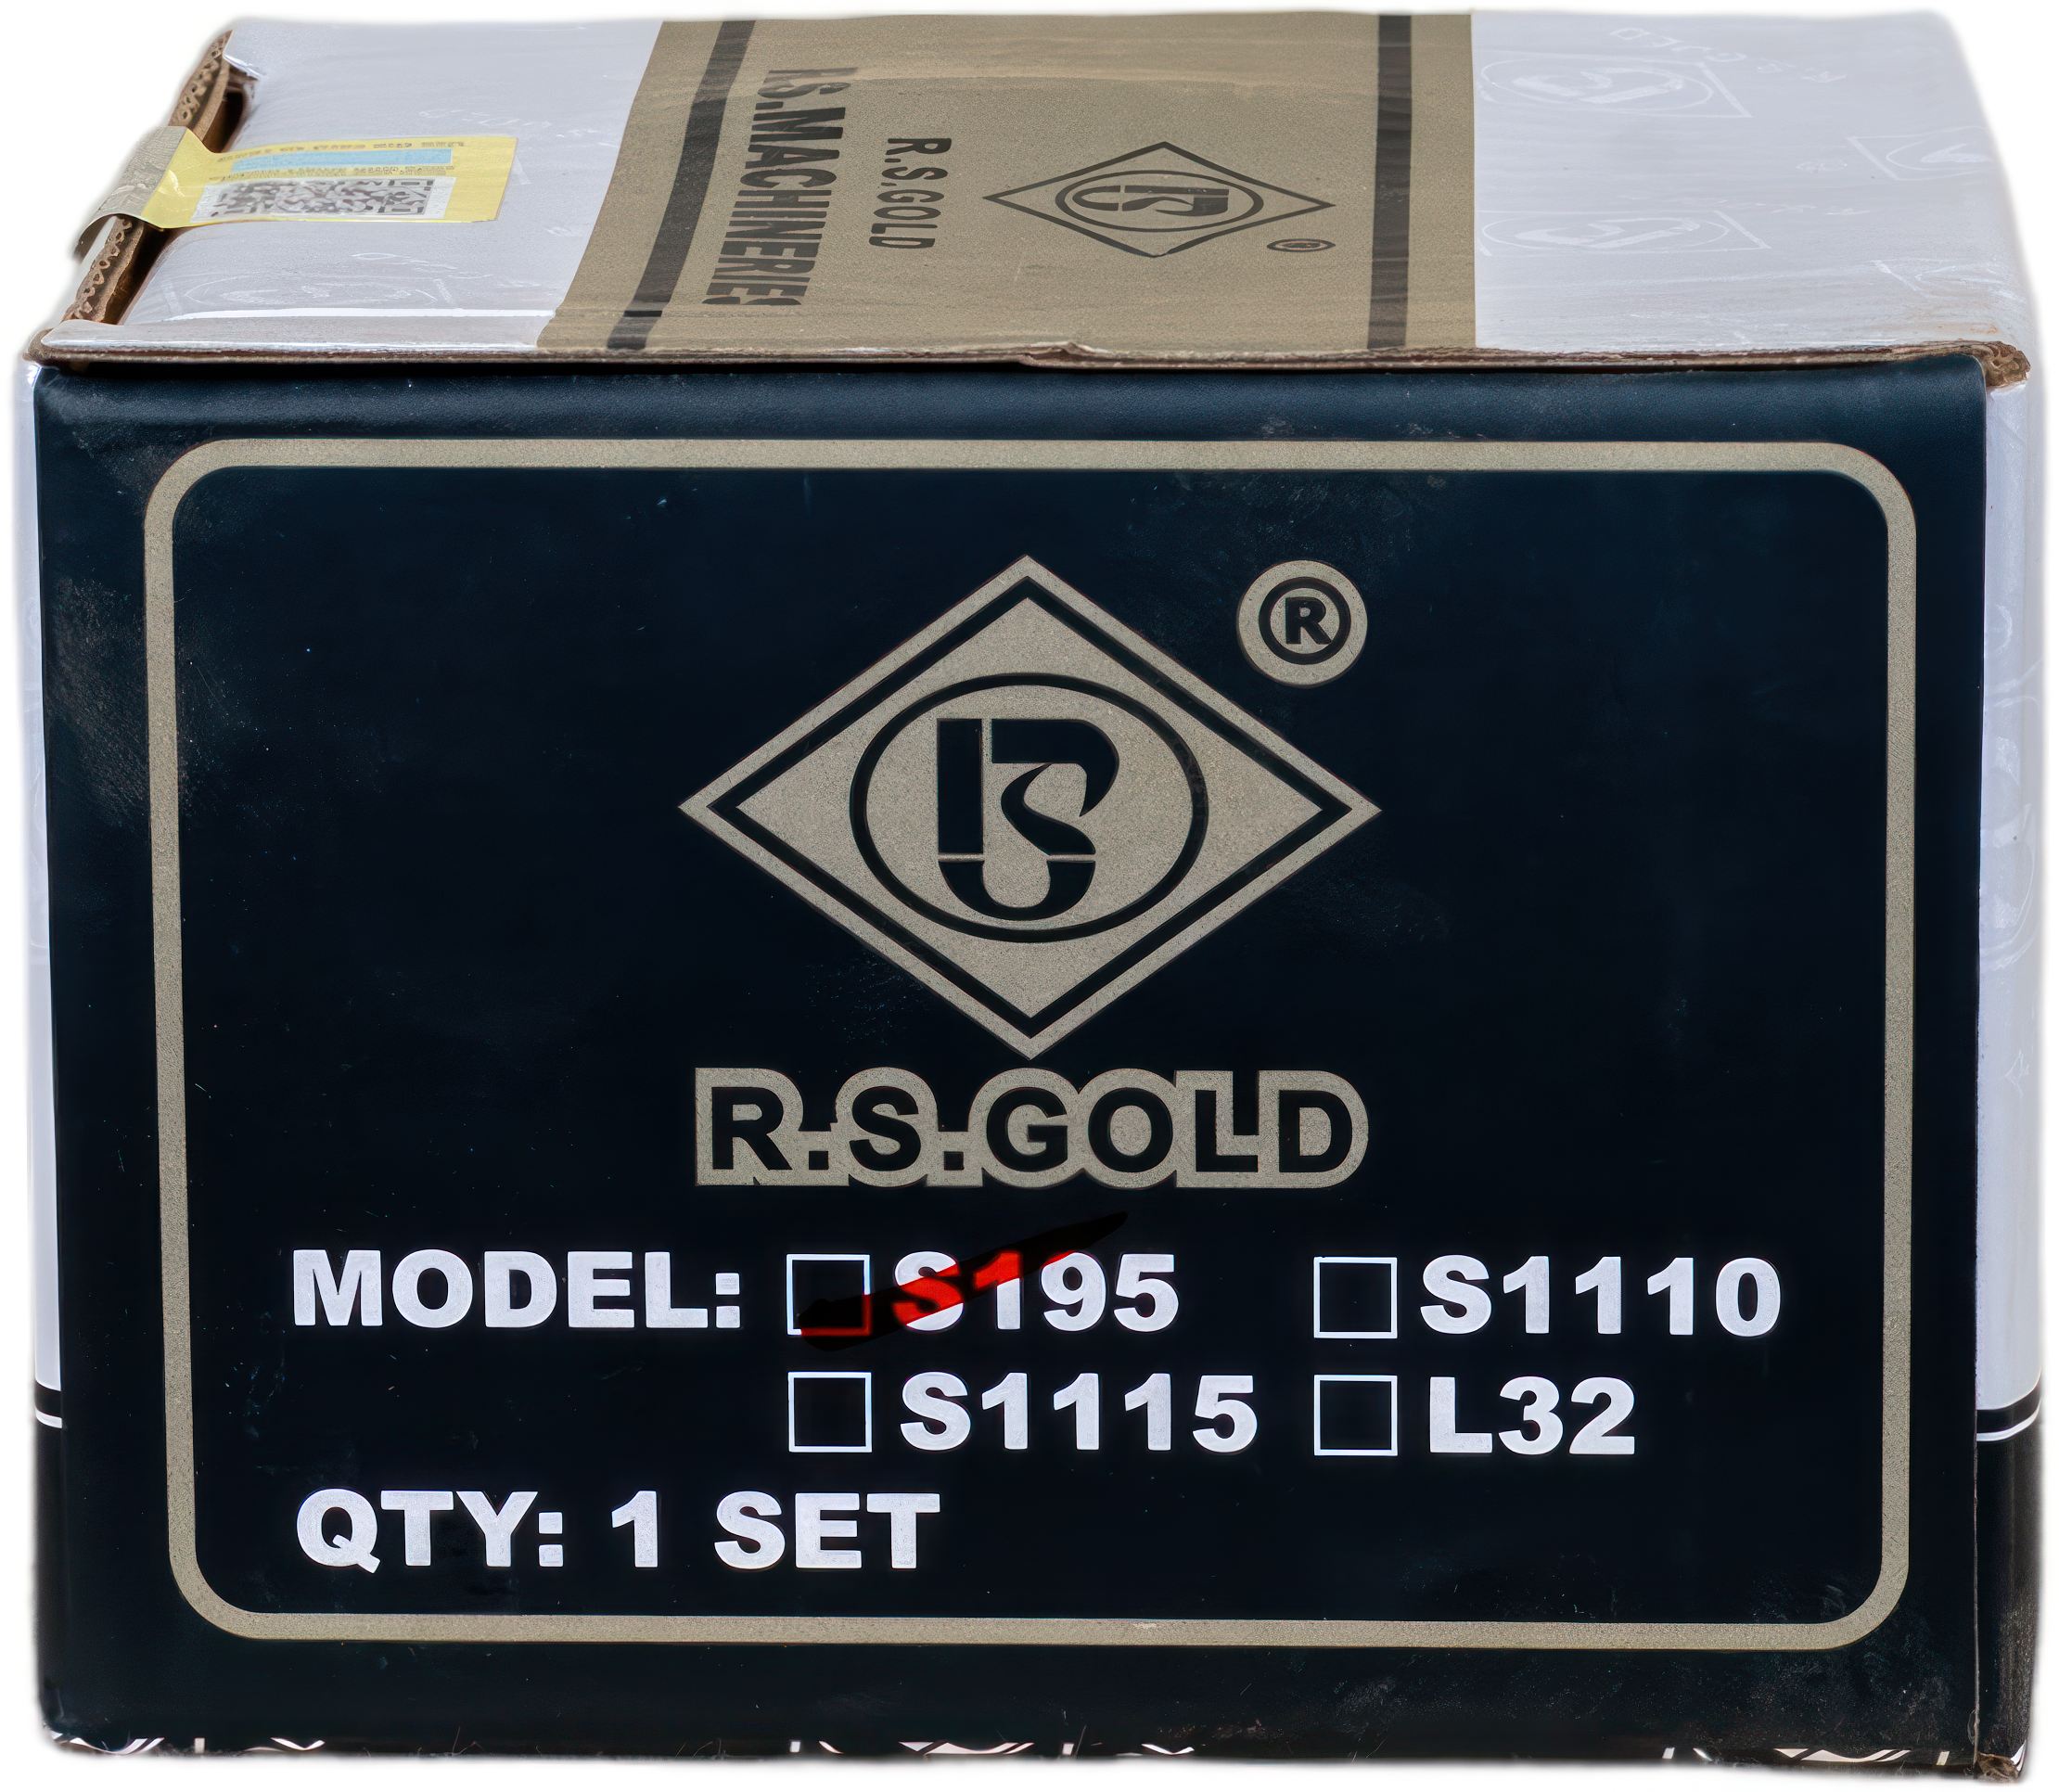 R.S.MACHINERIES
R.S.GOLD
®
®
R.S.GOLD
MODEL: S195 S1110
S1115 L32
QTY: 1 SET